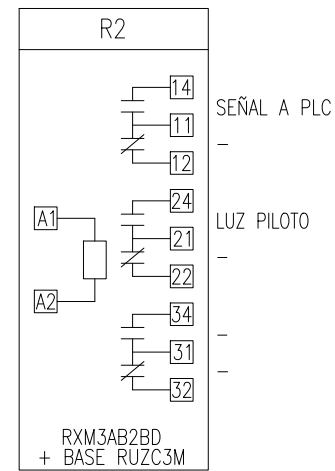 R2
14
SEÑAL A PLC
11
-
12
24
LUZ PILOTO
A1
21
-
22
A2
34
-
31
-
32
RXM3AB2BD
+ BASE RUZC3M